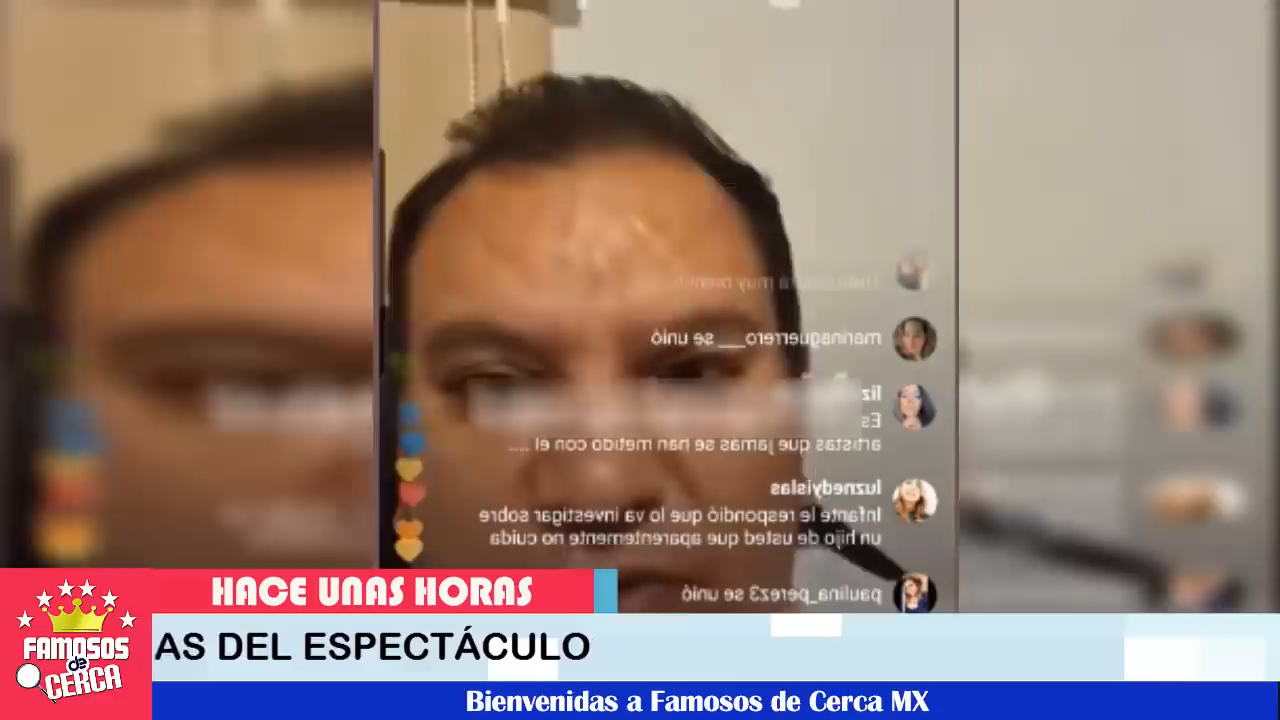 marinaguerrero___ se unió
liz
Es
artistas que jamas se han metido con el ....
luznedyislas
Infante le respondió que lo va investigar sobre
un hijo de usted que aparentemente no cuida
paulina_perez3 se unió
HACE UNAS HORAS
FAMOSOS
de
CERCA
AS DEL ESPECTÁCULO
Bienvenidas a Famosos de Cerca MX